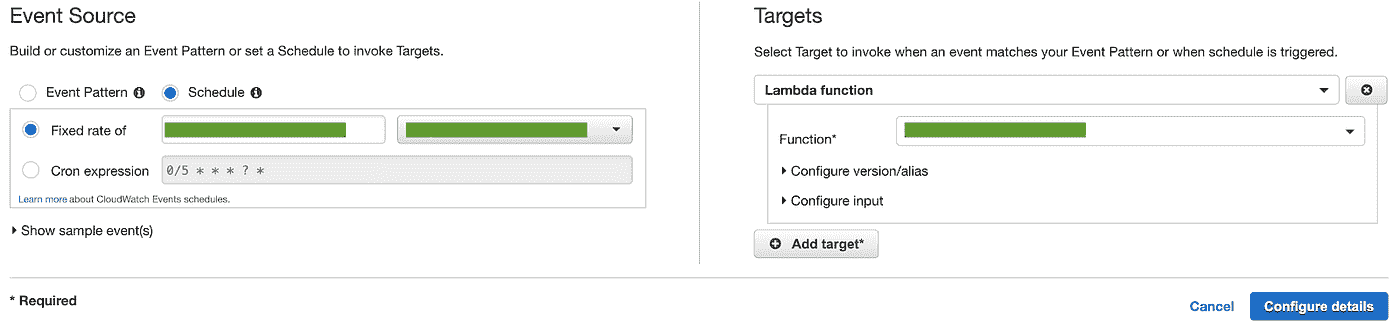 Event Source
Build or customize an Event Pattern or set a Schedule to invoke Targets.
Event Pattern
Schedule
Fixed rate of
Cron expression
0/5 * * * ? *
Learn more about CloudWatch Events schedules.
Show sample event(s)
Targets
Select Target to invoke when an event matches your Event Pattern or when schedule is triggered.
Lambda function
Function*
Configure version/alias
Configure input
Add target*
* Required
Cancel
Configure details